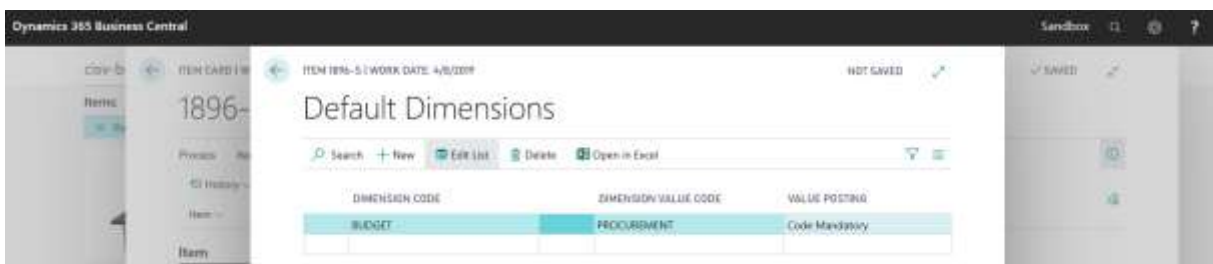 Dynamics 365 Business Central
Sandbox ?
ITEM CARD | W
ITEM 1896-S | WORK DATE: 4/8/2019
NOT SAVED
✓ SAVED
Items
1896-
Default Dimensions
Process
Search + New Edit List Delete Open in Excel
History
DIMENSION CODE DIMENSION VALUE CODE VALUE POSTING
Item
BUDGET PROCUREMENT Code Mandatory
Item